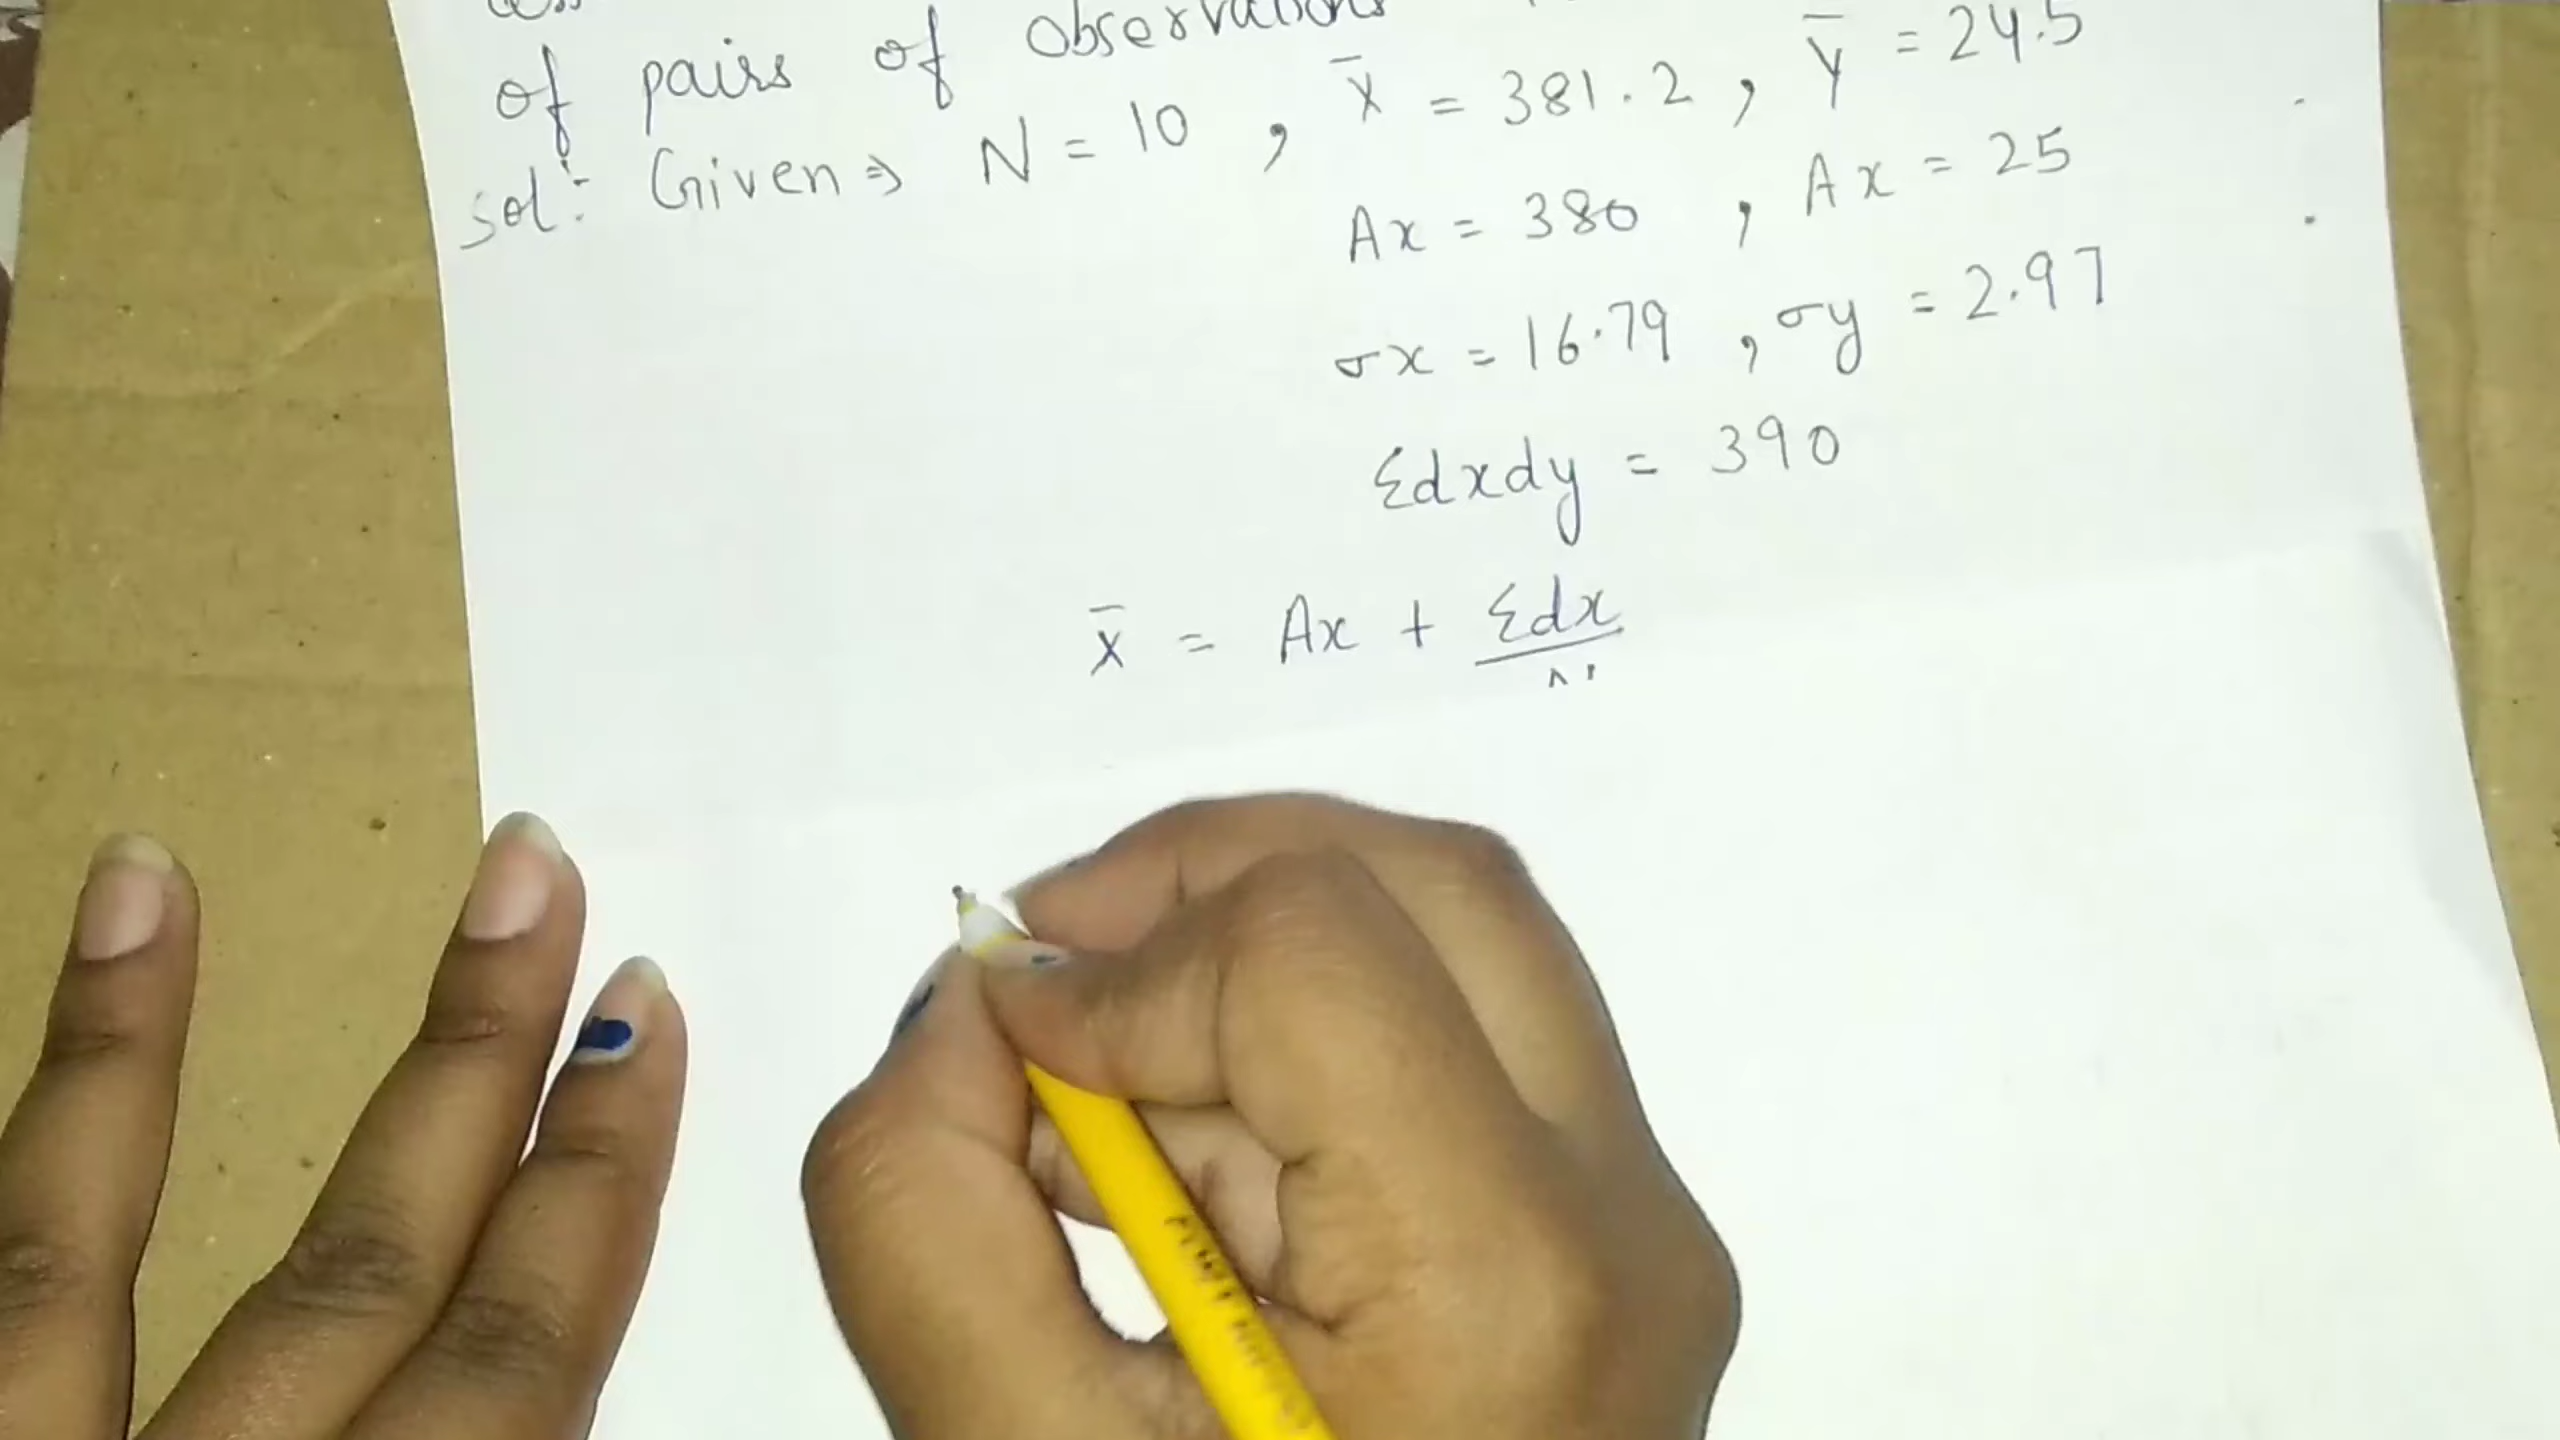 of pairs of observations
sol: Given ⇒ N = 10 , X̄ = 381.2 , Ȳ = 24.5
Ax = 380 , Ax = 25
σx = 16.79 , σy = 2.97
Σdxdy = 390
X̄ = Ax + Σdx / N